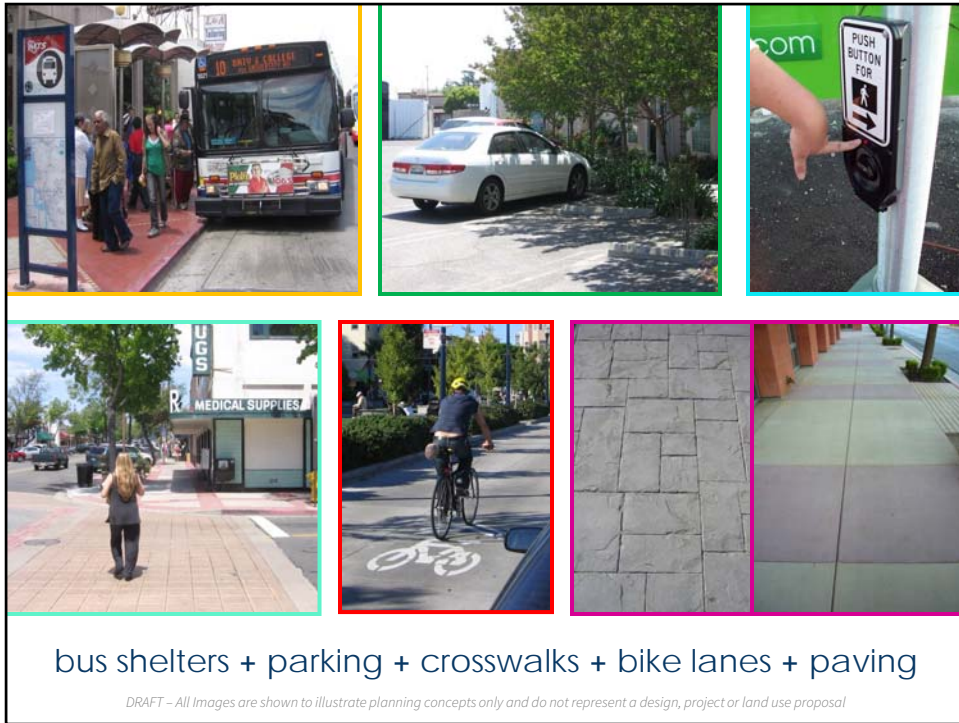 10 UNIV & COLLEGE
.com
PUSH
BUTTON
FOR
UGS
MEDICAL SUPPLIES
bus shelters + parking + crosswalks + bike lanes + paving
DRAFT – All Images are shown to illustrate planning concepts only and do not represent a design, project or land use proposal